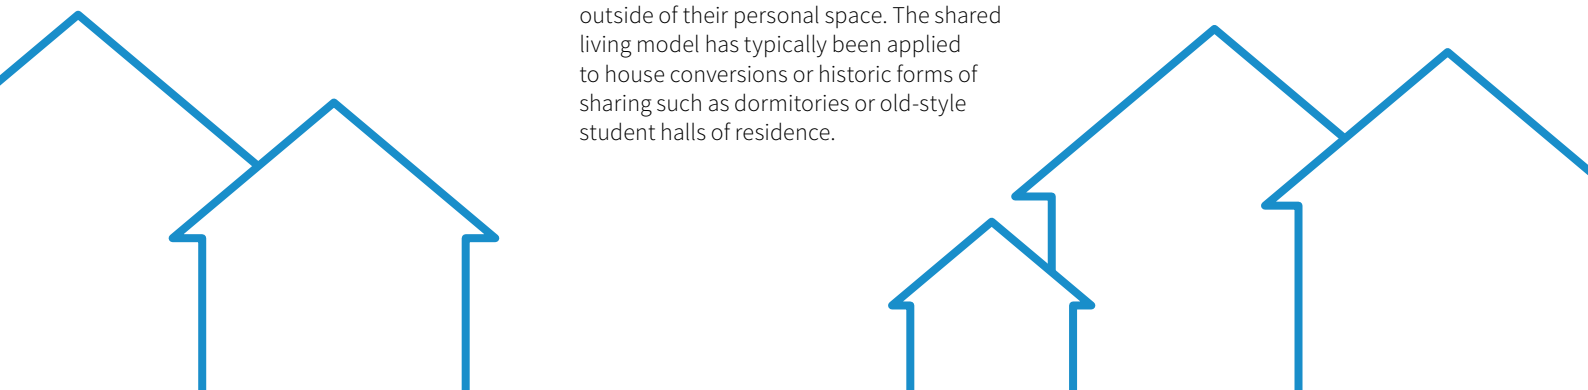 outside of their personal space. The shared
living model has typically been applied
to house conversions or historic forms of
sharing such as dormitories or old-style
student halls of residence.